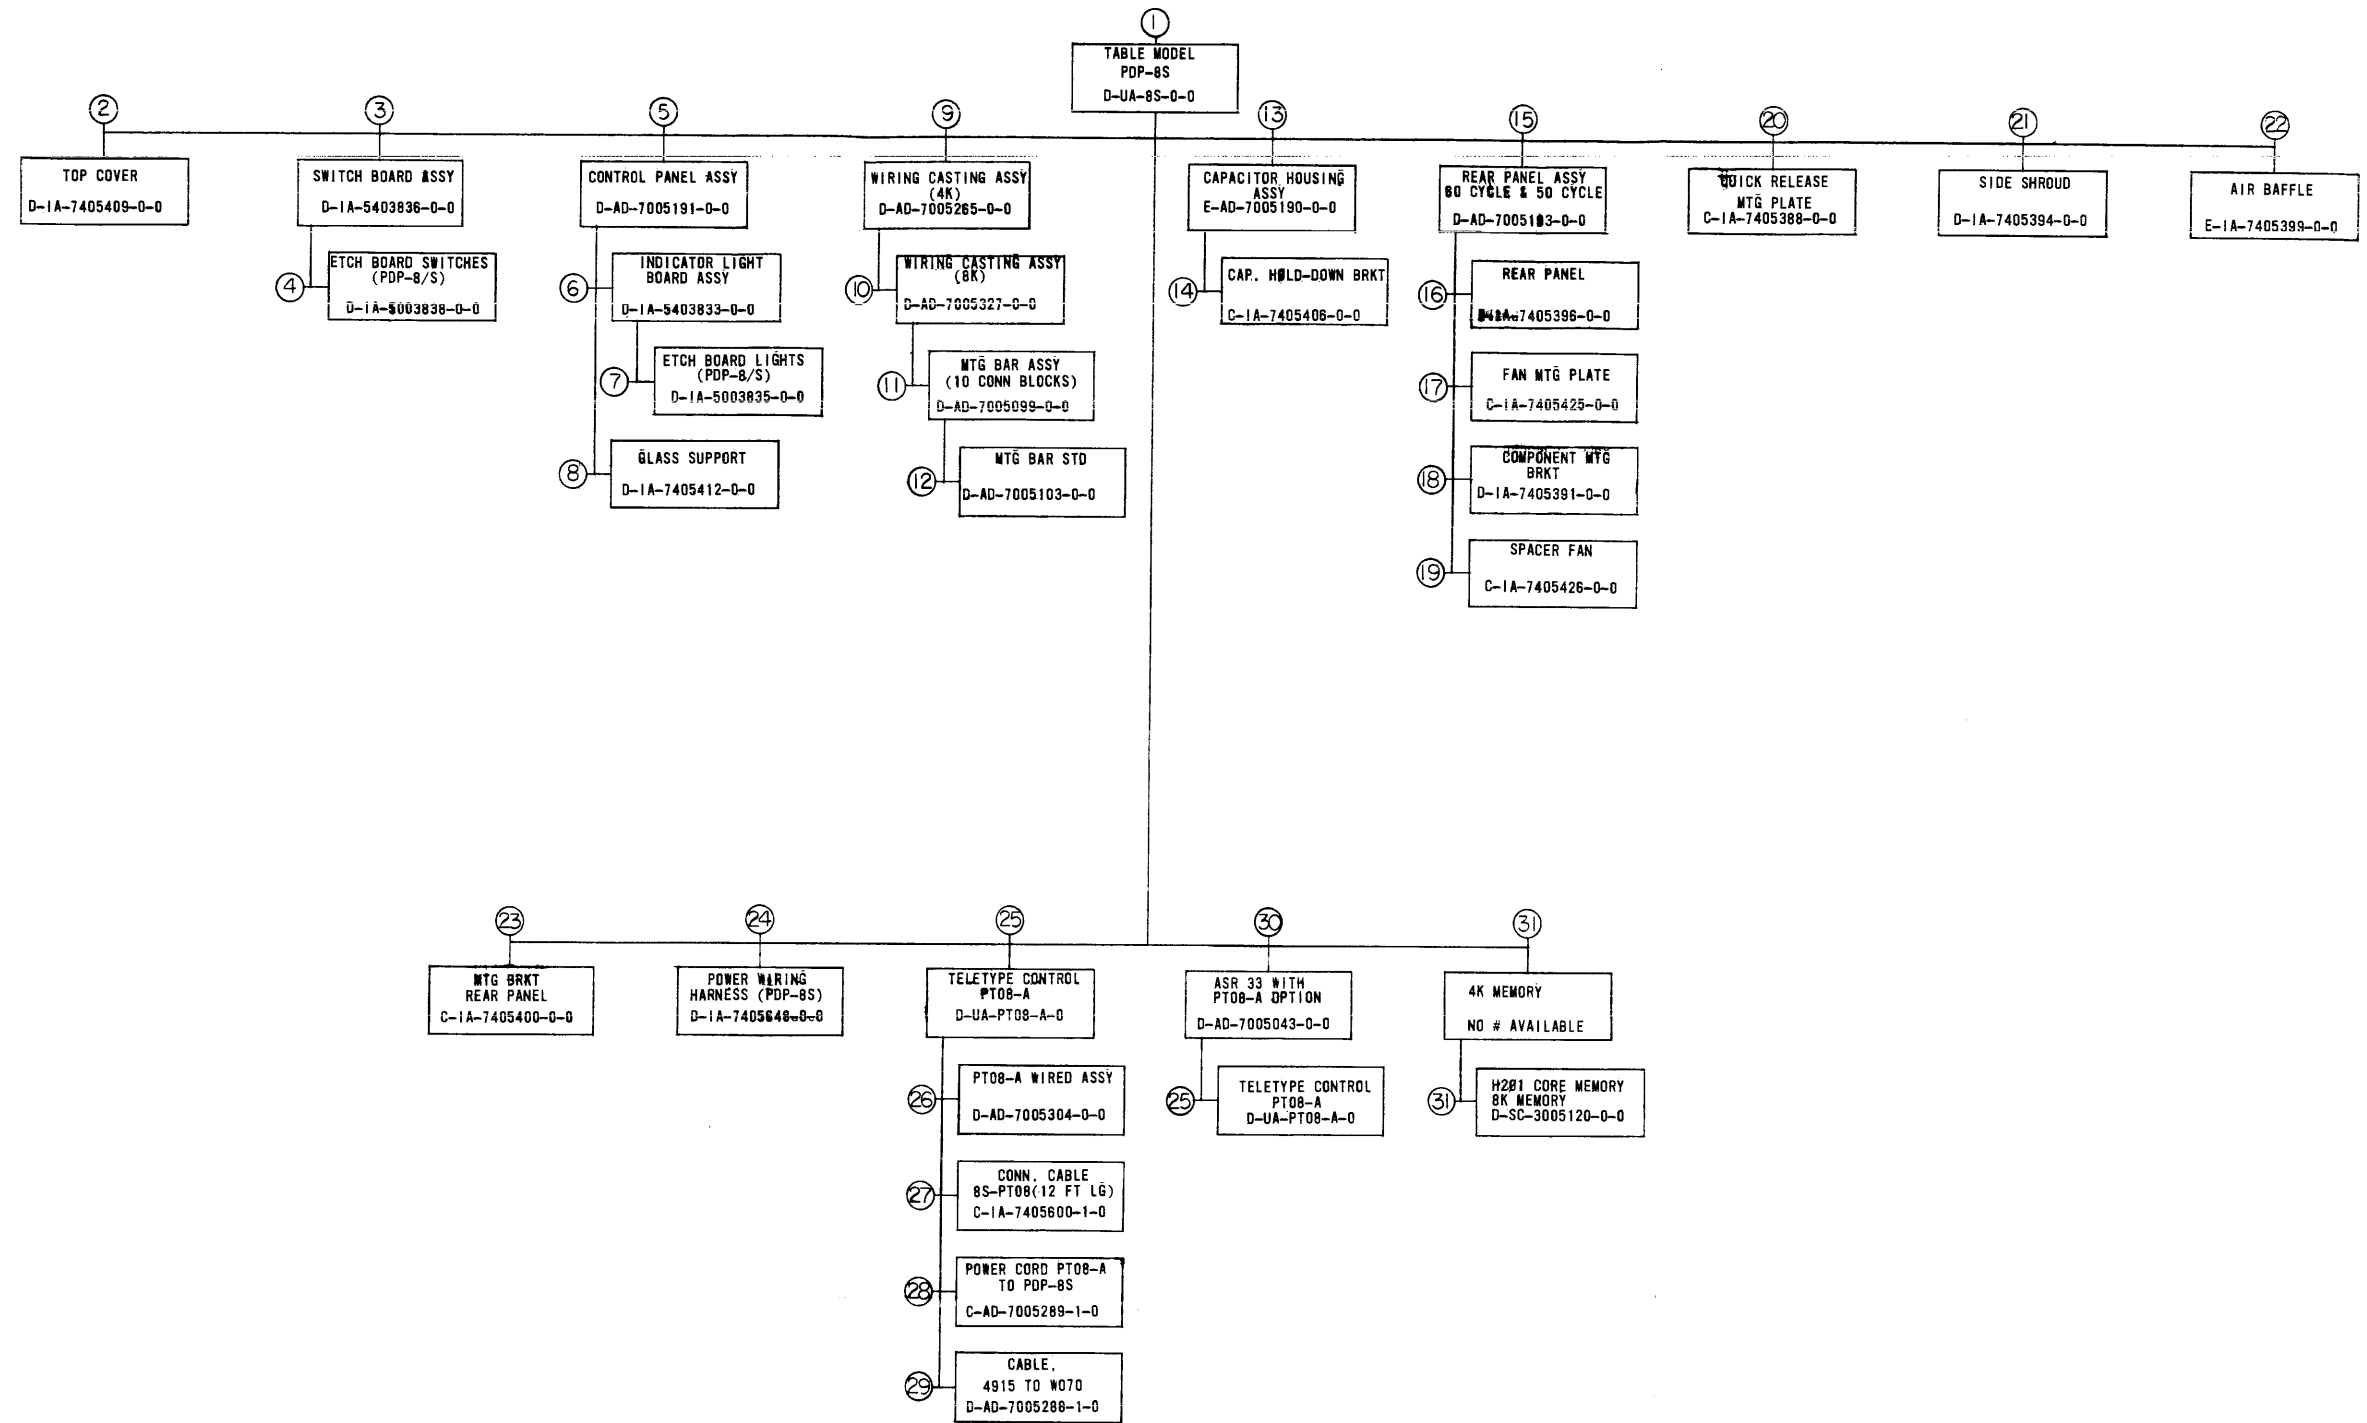 1
TABLE MODEL
PDP-8S
D-UA-8S-0-0
2
TOP COVER
D-IA-7405409-0-0
3
SWITCH BOARD ASSY
D-IA-5403836-0-0
4
ETCH BOARD SWITCHES
(PDP-8/S)
D-IA-5003838-0-0
5
CONTROL PANEL ASSY
D-AD-7005191-0-0
6
INDICATOR LIGHT
BOARD ASSY
D-IA-5403833-0-0
7
ETCH BOARD LIGHTS
(PDP-8/S)
D-IA-5003835-0-0
8
GLASS SUPPORT
D-IA-7405412-0-0
9
WIRING CASTING ASSY
(4K)
D-AD-7005265-0-0
10
WIRING CASTING ASSY
(8K)
D-AD-7005327-0-0
11
MTG BAR ASSY
(10 CONN BLOCKS)
D-AD-7005099-0-0
12
MTG BAR STD
D-AD-7005103-0-0
13
CAPACITOR HOUSING
ASSY
E-AD-7005190-0-0
14
CAP. HOLD-DOWN BRKT
C-IA-7405406-0-0
15
REAR PANEL ASSY
60 CYCLE & 50 CYCLE
16
REAR PANEL
17
FAN MTG PLATE
C-IA-7405425-0-0
18
COMPONENT MTG
BRKT
D-IA-7405391-0-0
19
SPACER FAN
C-IA-7405426-0-0
20
QUICK RELEASE
MTG PLATE
C-IA-7405388-0-0
21
SIDE SHROUD
D-IA-7405394-0-0
22
AIR BAFFLE
E-IA-7405399-0-0
23
MTG BRKT
REAR PANEL
C-IA-7405400-0-0
24
POWER WIRING
HARNESS (PDP-8S)
D-IA-7405648-0-0
25
TELETYPE CONTROL
PT08-A
D-UA-PT08-A-0
26
PT08-A WIRED ASSY
D-AD-7005304-0-0
27
CONN. CABLE
8S-PT08(12 FT LG)
C-IA-7405600-1-0
28
POWER CORD PT08-A
TO PDP-8S
C-AD-7005289-1-0
29
CABLE,
4915 TO W070
D-AD-7005288-1-0
30
ASR 33 WITH
PT08-A OPTION
D-AD-7005043-0-0
25
TELETYPE CONTROL
PT08-A
D-UA-PT08-A-0
31
4K MEMORY
NO # AVAILABLE
31
H201 CORE MEMORY
8K MEMORY
D-SC-3005120-0-0